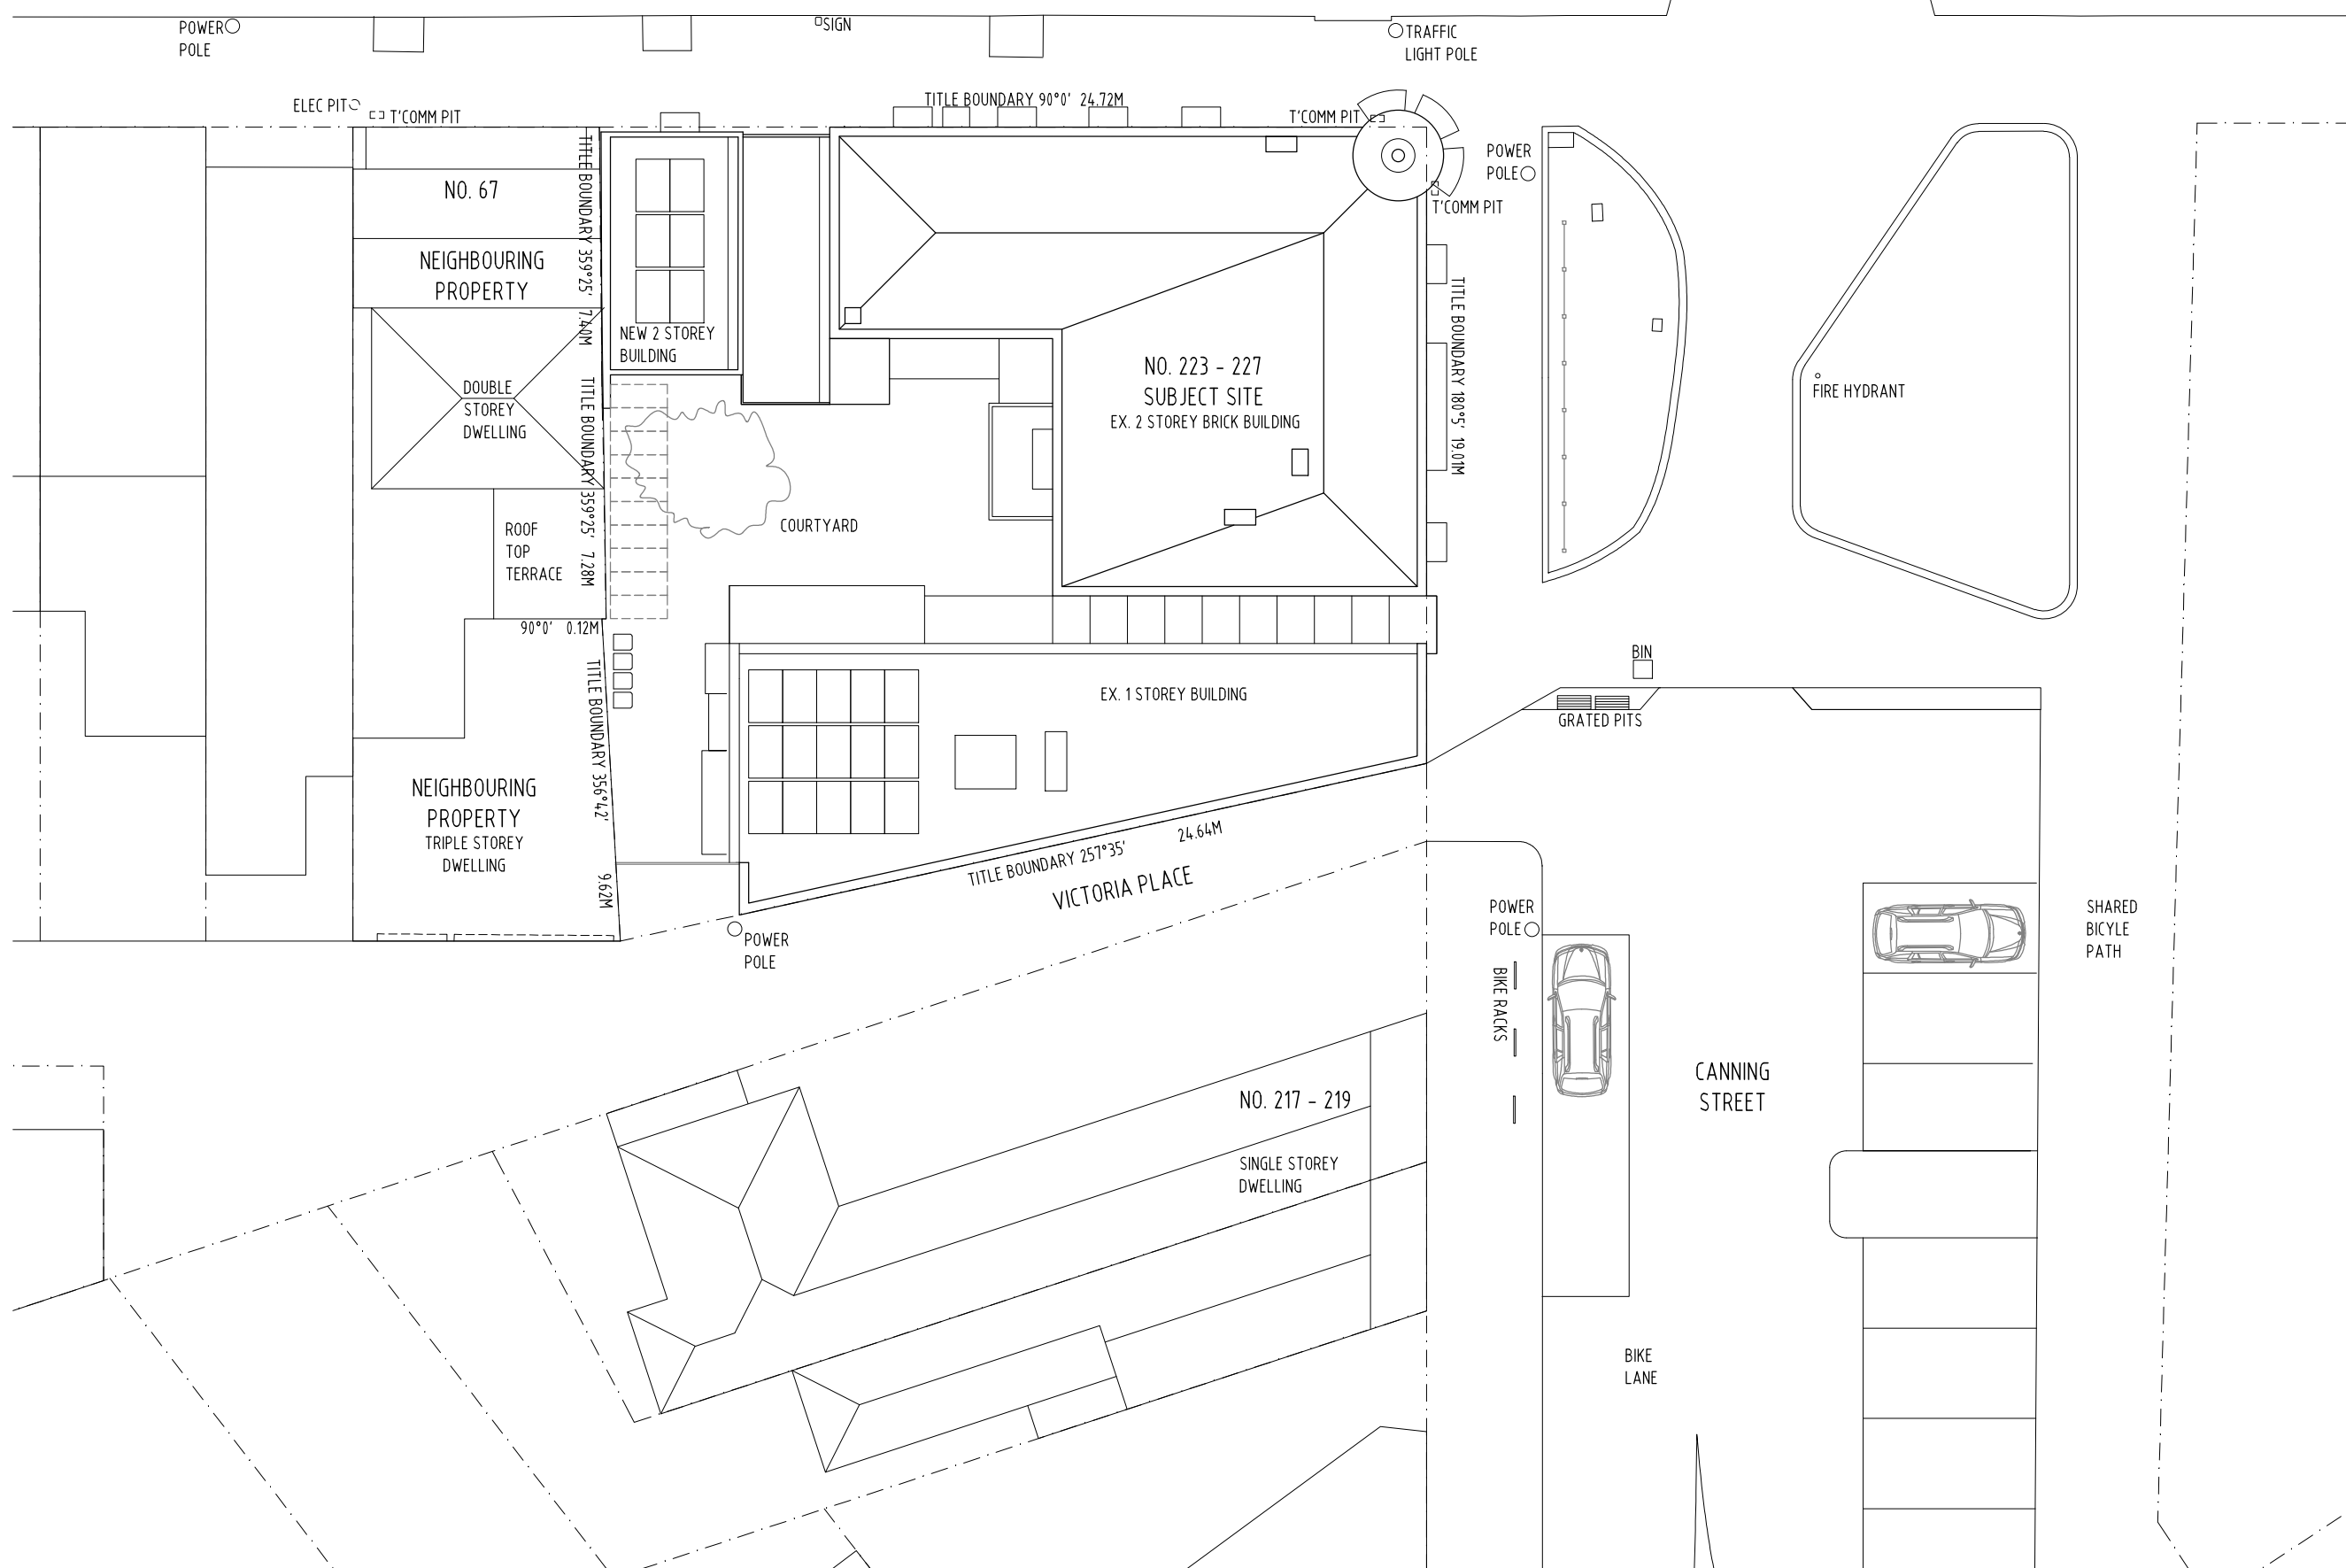 POWER
POLE
SIGN
TRAFFIC
LIGHT POLE
ELEC PIT
T'COMM PIT
TITLE BOUNDARY 90°0' 24.72M
T'COMM PIT
POWER
POLE
T'COMM PIT
NO. 67
NEIGHBOURING
PROPERTY
TITLE BOUNDARY 359°25' 7.40M
NEW 2 STOREY
BUILDING
NO. 223 - 227
SUBJECT SITE
EX. 2 STOREY BRICK BUILDING
TITLE BOUNDARY 180°5' 19.01M
FIRE HYDRANT
DOUBLE
STOREY
DWELLING
TITLE BOUNDARY 359°25' 7.28M
ROOF
TOP
TERRACE
COURTYARD
90°0' 0.12M
TITLE BOUNDARY 356°42' 9.62M
BIN
GRATED PITS
EX. 1 STOREY BUILDING
NEIGHBOURING
PROPERTY
TRIPLE STOREY
DWELLING
TITLE BOUNDARY 257°35' 24.64M
VICTORIA PLACE
POWER
POLE
POWER
POLE
BIKE RACKS
SHARED
BICYLE
PATH
CANNING
STREET
NO. 217 - 219
SINGLE STOREY
DWELLING
BIKE
LANE